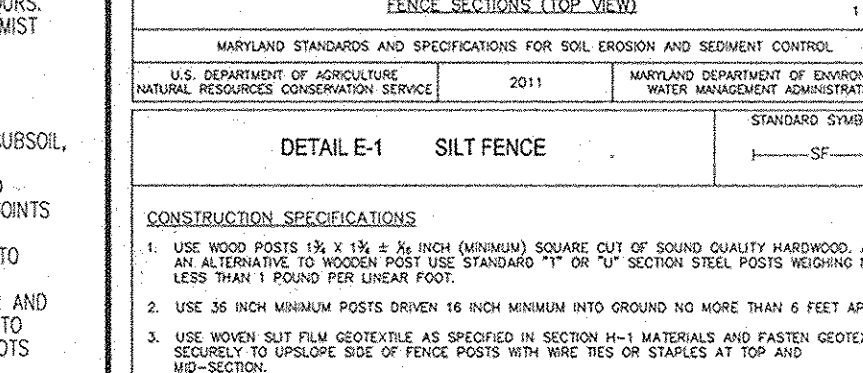 OURS.
MIST
SUBSOIL,
OINTS
TO
AND
TO
OTS
FENCE SECTIONS (TOP VIEW)
1
MARYLAND STANDARDS AND SPECIFICATIONS FOR SOIL EROSION AND SEDIMENT CONTROL
U.S. DEPARTMENT OF AGRICULTURE
NATURAL RESOURCES CONSERVATION SERVICE
2011
MARYLAND DEPARTMENT OF ENVIRON
WATER MANAGEMENT ADMINISTRAT
DETAIL E-1 SILT FENCE
STANDARD SYMB
SF
CONSTRUCTION SPECIFICATIONS
1. USE WOOD POSTS 1¾ X 1¾ ± 1/16 INCH (MINIMUM) SQUARE CUT OF SOUND QUALITY HARDWOOD. A
AN ALTERNATIVE TO WOODEN POST USE STANDARD "T" OR "U" SECTION STEEL POSTS WEIGHING
LESS THAN 1 POUND PER LINEAR FOOT.
2. USE 36 INCH MINIMUM POSTS DRIVEN 16 INCH MINIMUM INTO GROUND NO MORE THAN 6 FEET AP
3. USE WOVEN SLIT FILM GEOTEXTILE AS SPECIFIED IN SECTION H-1 MATERIALS AND FASTEN GEOTEX
SECURELY TO UPSLOPE SIDE OF FENCE POSTS WITH WIRE TIES OR STAPLES AT TOP AND
MID-SECTION.